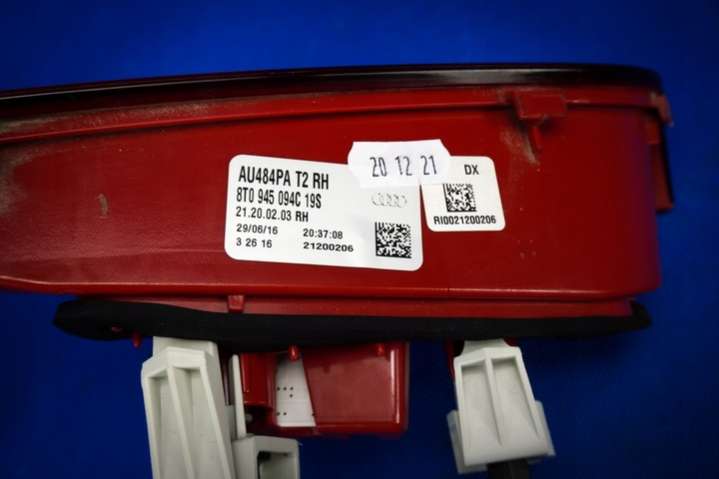 20 12 21
AU484PA T2 RH
8T0 945 094C 19S
21.20.02.03 RH
29/06/16 20:37:08
3 26 16 21200206
DX
RI0021200206